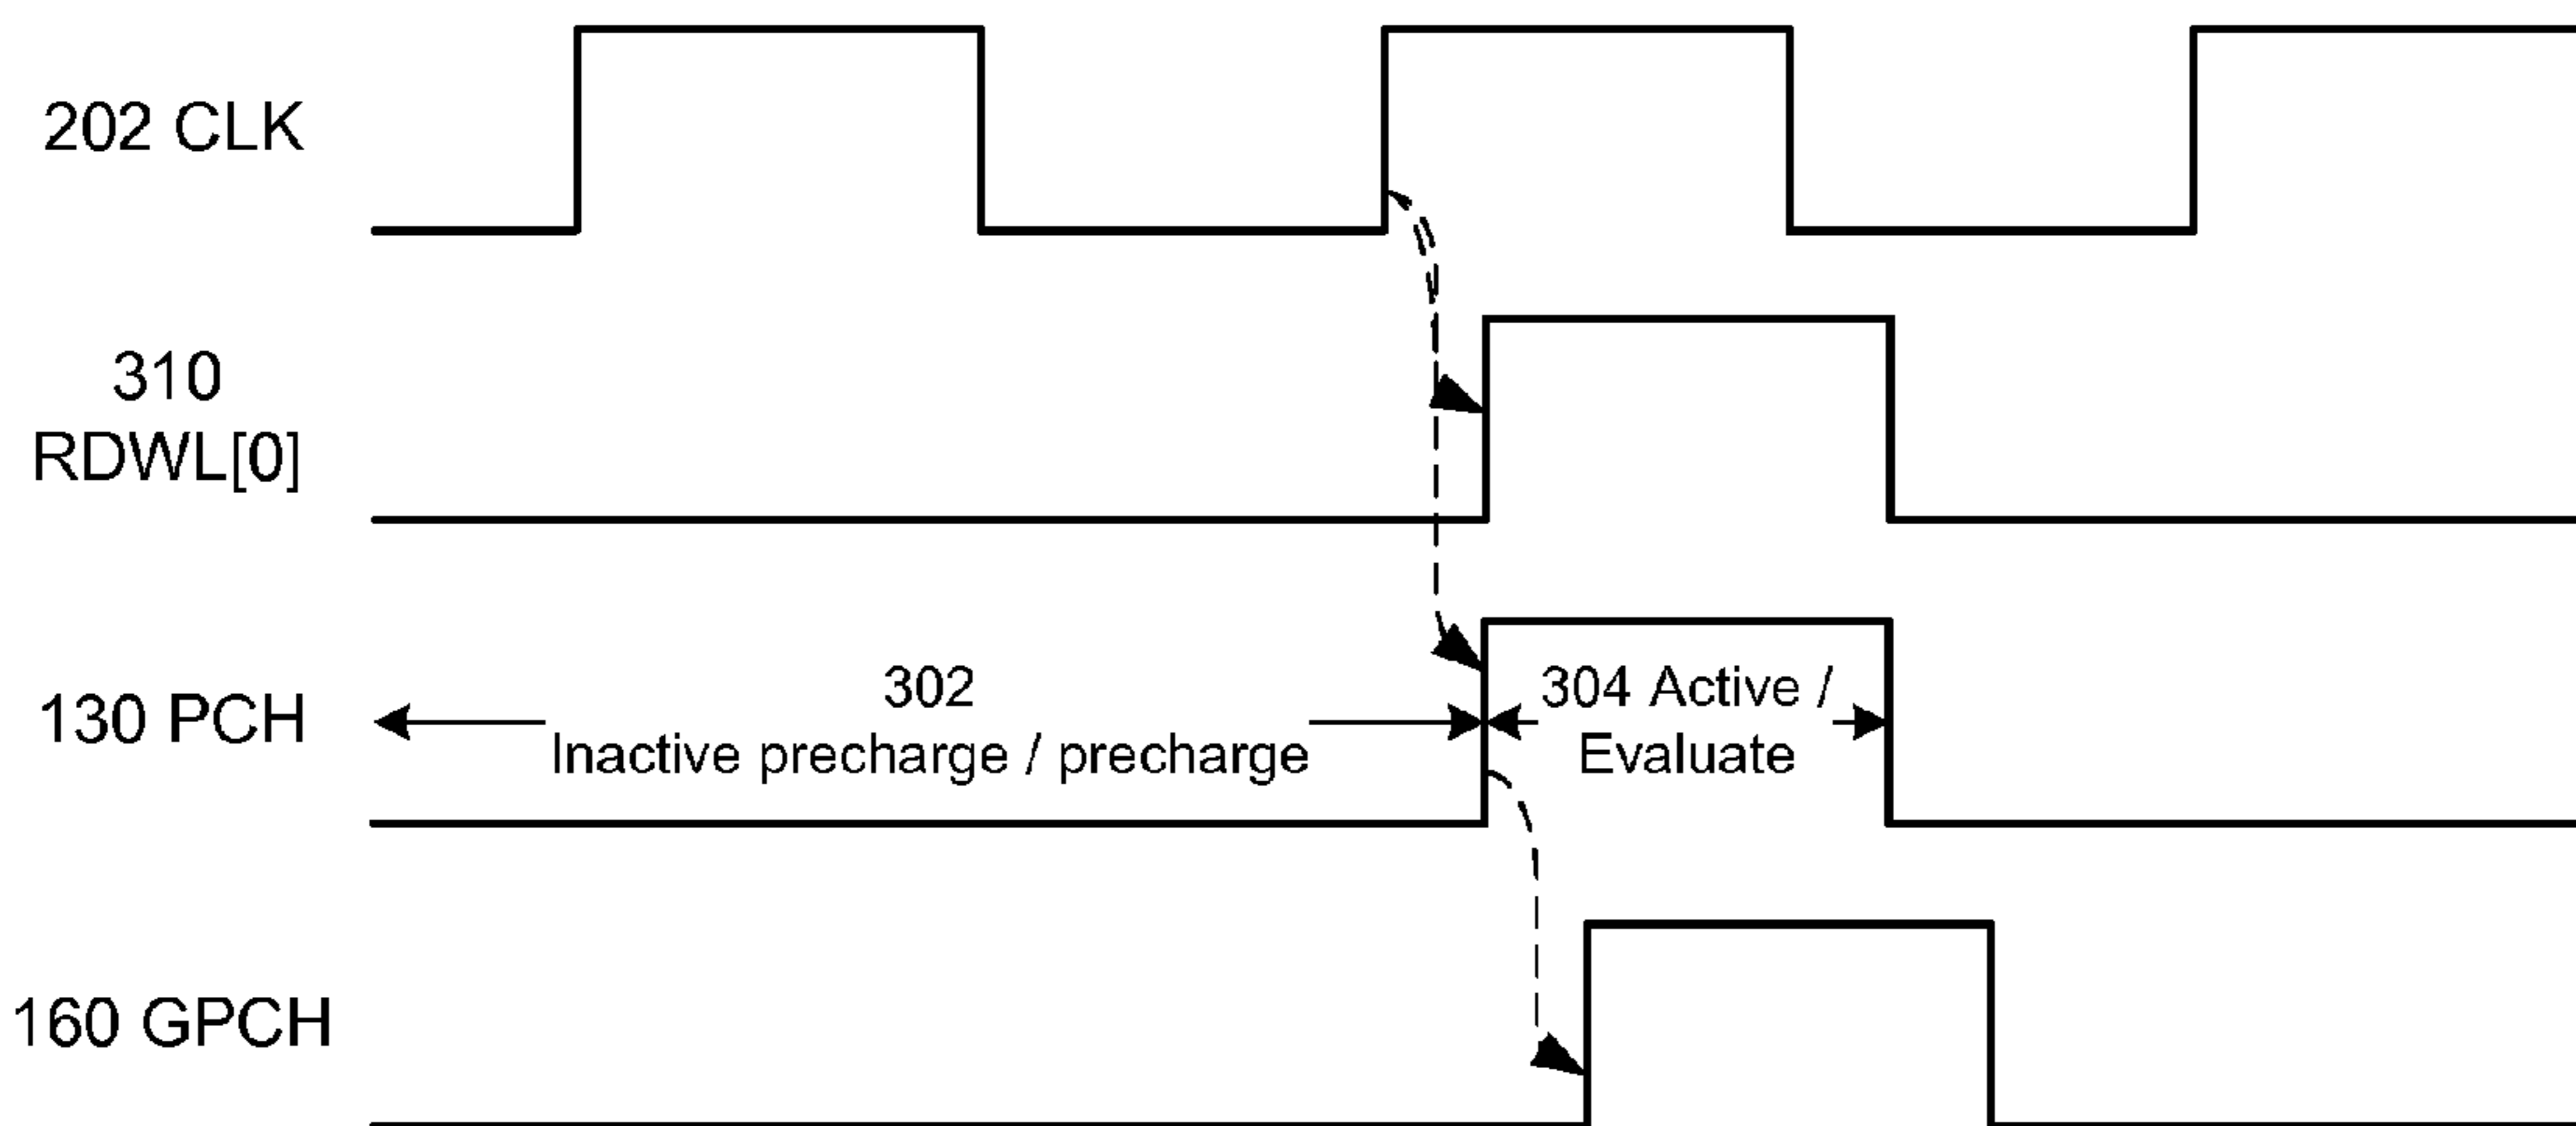 202 CLK
310
RDWL[0]
130 PCH
302
Inactive precharge / precharge
304 Active /
Evaluate
160 GPCH